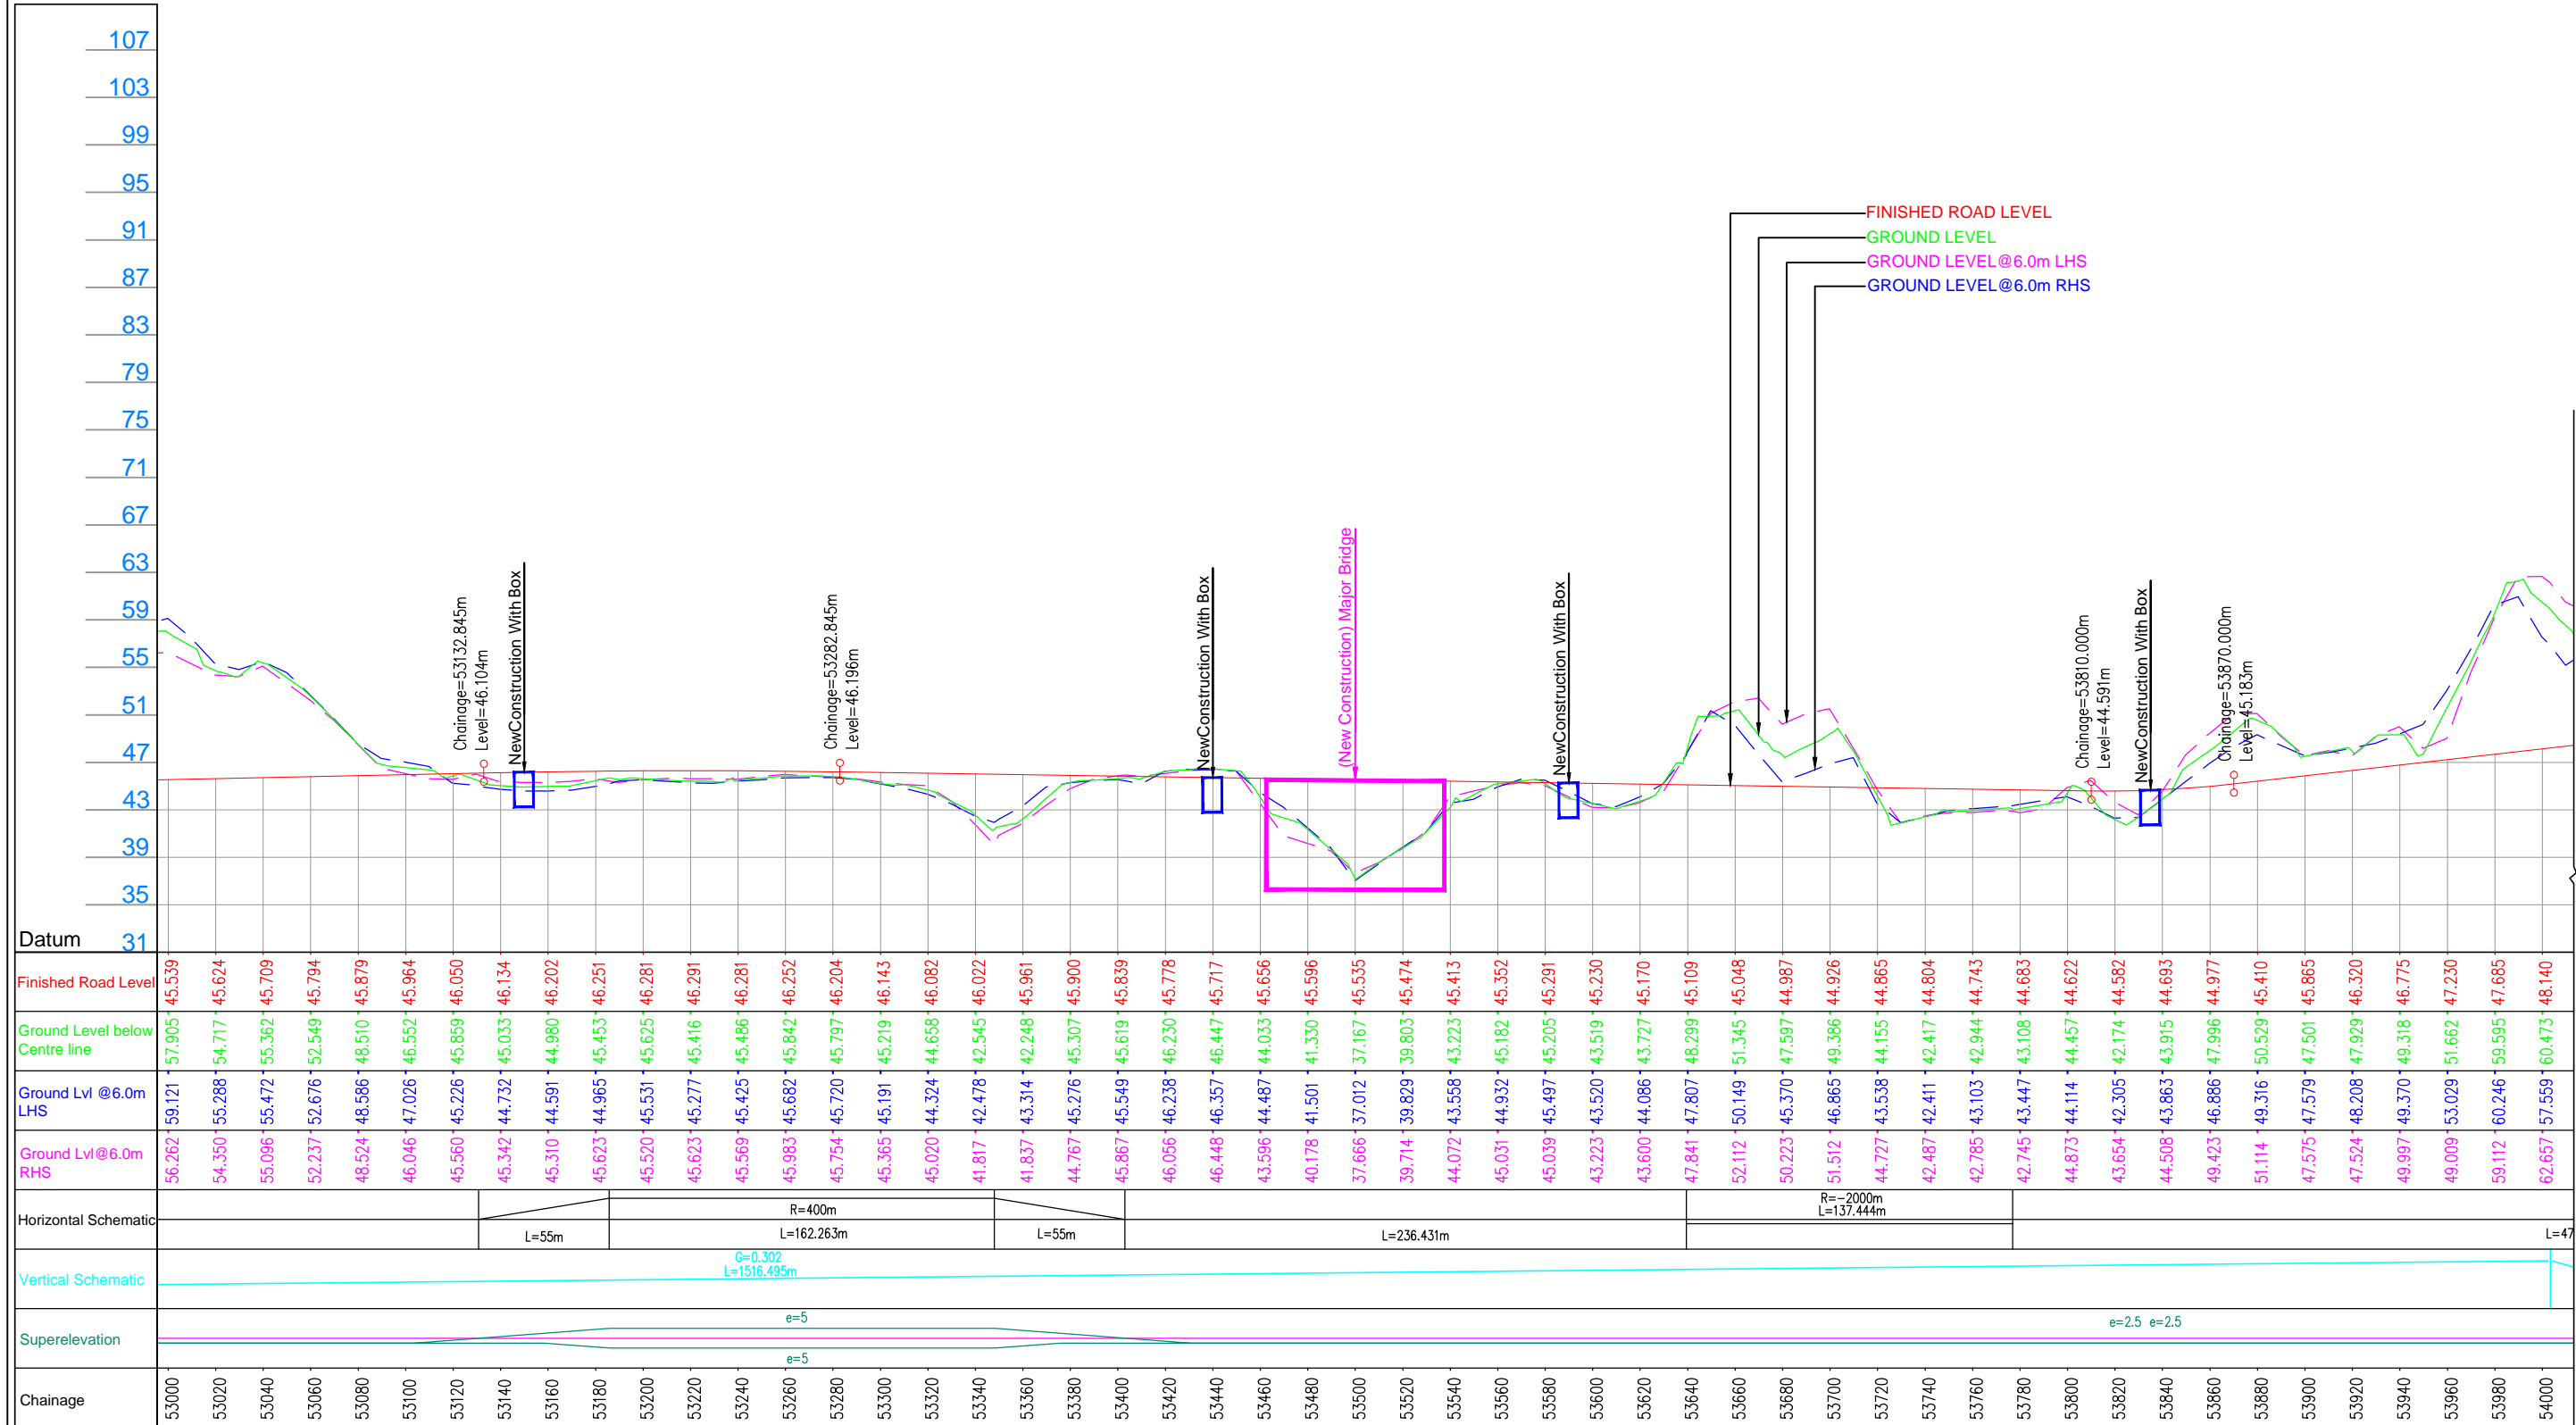 107
103
99
95
91
87
83
79
75
71
67
63
59
55
51
47
43
39
35
Datum 31
FINISHED ROAD LEVEL
GROUND LEVEL
GROUND LEVEL@6.0m LHS
GROUND LEVEL@6.0m RHS
Chainage=53132.845m
Level=46.104m
NewConstruction With Box
Chainage=53282.845m
Level=46.196m
NewConstruction With Box
(New Construction) Major Bridge
NewConstruction With Box
Chainage=53810.000m
Level=44.591m
NewConstruction With Box
Chainage=53870.000m
Level=45.183m
Finished Road Level 45.539 45.624 45.709 45.794 45.879 45.964 46.050 46.134 46.202 46.251 46.281 46.291 46.281 46.252 46.204 46.143 46.082 46.022 45.961 45.900 45.839 45.778 45.717 45.656 45.596 45.535 45.474 45.413 45.352 45.291 45.230 45.170 45.109 45.048 44.987 44.926 44.865 44.804 44.743 44.683 44.622 44.582 44.693 44.977 45.410 45.865 46.320 46.775 47.230 47.685 48.140
Ground Level below
Centre line
57.905 54.717 55.362 52.549 48.510 46.552 45.859 45.033 44.980 45.453 45.625 45.416 45.486 45.842 45.797 45.219 44.658 42.545 42.248 45.307 45.619 46.230 46.447 44.033 41.330 37.167 39.803 43.223 45.182 45.205 43.519 43.727 48.299 51.345 47.597 49.386 44.155 42.417 42.944 43.108 44.457 42.174 43.915 47.996 50.529 47.501 47.929 49.318 51.662 59.595 60.473
Ground Lvl @6.0m
LHS
59.121 55.288 55.472 52.676 48.586 47.026 45.226 44.732 44.591 44.965 45.531 45.277 45.425 45.682 45.720 45.191 44.324 42.478 43.314 45.276 45.549 46.238 46.357 44.487 41.501 37.012 39.829 43.558 44.932 45.497 43.520 44.086 47.807 50.149 45.370 46.865 43.538 42.411 43.103 43.447 44.114 42.305 43.863 46.886 49.316 47.579 48.208 49.370 53.029 60.246 57.559
Ground Lvl@6.0m
RHS
56.262 54.350 55.096 52.237 48.524 46.046 45.560 45.342 45.310 45.623 45.520 45.623 45.569 45.983 45.754 45.365 45.020 41.817 41.837 44.767 45.867 46.056 46.448 43.596 40.178 37.666 39.714 44.072 45.031 45.039 43.223 43.600 47.841 52.112 50.223 51.512 44.727 42.487 42.785 42.745 44.873 43.654 44.508 49.423 51.114 47.575 47.524 49.997 49.009 59.112 62.657
Horizontal Schematic
R=400m
R=-2000m
L=137.444m
L=55m L=162.263m L=55m L=236.431m L=47
Vertical Schematic
G=0.302
L=1516.495m
Superelevation
e=5
e=5
e=2.5 e=2.5
Chainage 53000 53020 53040 53060 53080 53100 53120 53140 53160 53180 53200 53220 53240 53260 53280 53300 53320 53340 53360 53380 53400 53420 53440 53460 53480 53500 53520 53540 53560 53580 53600 53620 53640 53660 53680 53700 53720 53740 53760 53780 53800 53820 53840 53860 53880 53900 53920 53940 53960 53980 54000